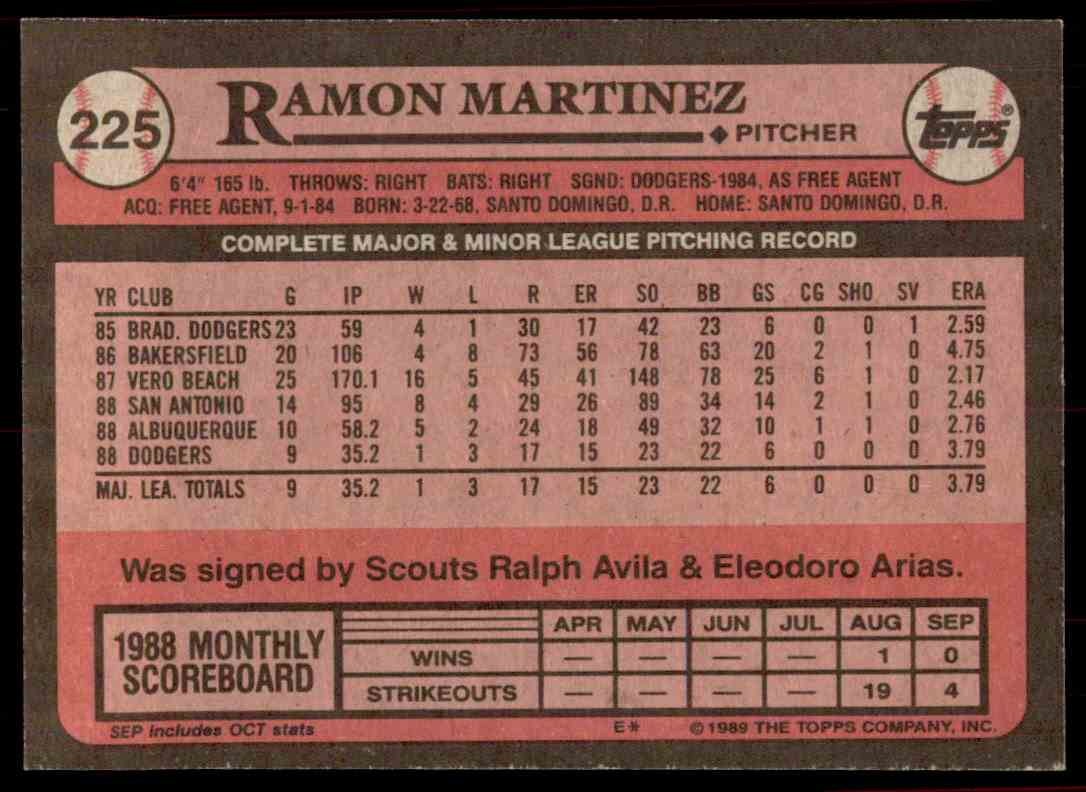 225
RAMON MARTINEZ
◆ PITCHER
TOPPS®
6'4" 165 lb. THROWS: RIGHT BATS: RIGHT SGND: DODGERS-1984, AS FREE AGENT
ACQ: FREE AGENT, 9-1-84 BORN: 3-22-68, SANTO DOMINGO, D.R. HOME: SANTO DOMINGO, D.R.
COMPLETE MAJOR & MINOR LEAGUE PITCHING RECORD
YR CLUB G IP W L R ER SO BB GS CG SHO SV ERA
85 BRAD. DODGERS 23 59 4 1 30 17 42 23 6 0 0 1 2.59
86 BAKERSFIELD 20 106 4 8 73 56 78 63 20 2 1 0 4.75
87 VERO BEACH 25 170.1 16 5 45 41 148 78 25 6 1 0 2.17
88 SAN ANTONIO 14 95 8 4 29 26 89 34 14 2 1 0 2.46
88 ALBUQUERQUE 10 58.2 5 2 24 18 49 32 10 1 1 0 2.76
88 DODGERS 9 35.2 1 3 17 15 23 22 6 0 0 0 3.79
MAJ. LEA. TOTALS 9 35.2 1 3 17 15 23 22 6 0 0 0 3.79
Was signed by Scouts Ralph Avila & Eleodoro Arias.
1988 MONTHLY
SCOREBOARD
APR MAY JUN JUL AUG SEP
WINS — — — — 1 0
STRIKEOUTS — — — — 19 4
SEP includes OCT stats
E*
©1989 THE TOPPS COMPANY, INC.